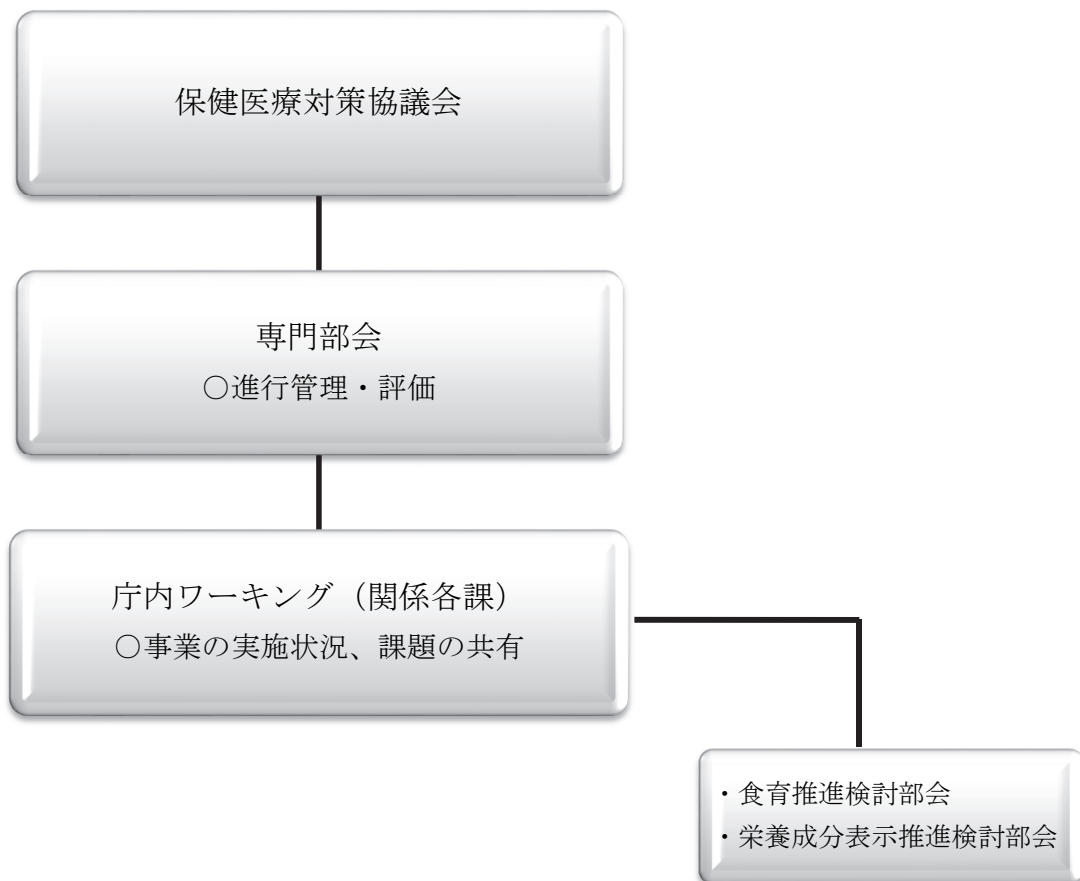 保健医療対策協議会
専門部会
○進行管理・評価
庁内ワーキング（関係各課）
○事業の実施状況、課題の共有
・食育推進検討部会
・栄養成分表示推進検討部会